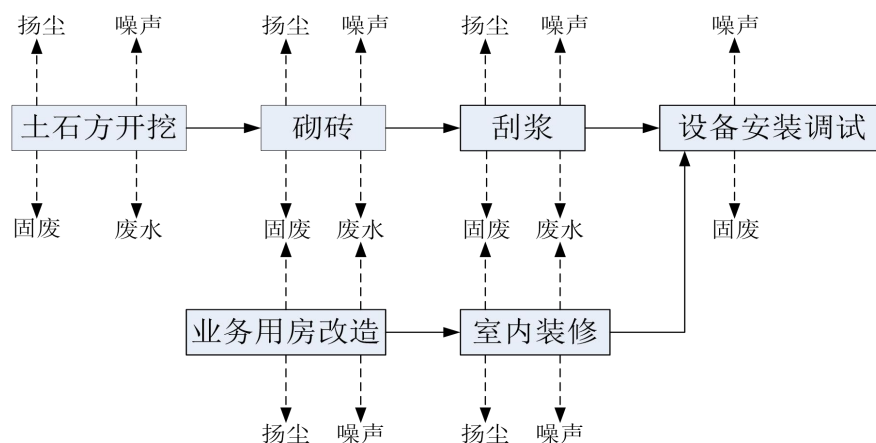 扬尘 噪声 扬尘 噪声 扬尘 噪声 噪声
土石方开挖 砌砖 刮浆 设备安装调试
固废 废水 固废 废水 固废 废水 固废
业务用房改造 室内装修
扬尘 噪声 扬尘 噪声